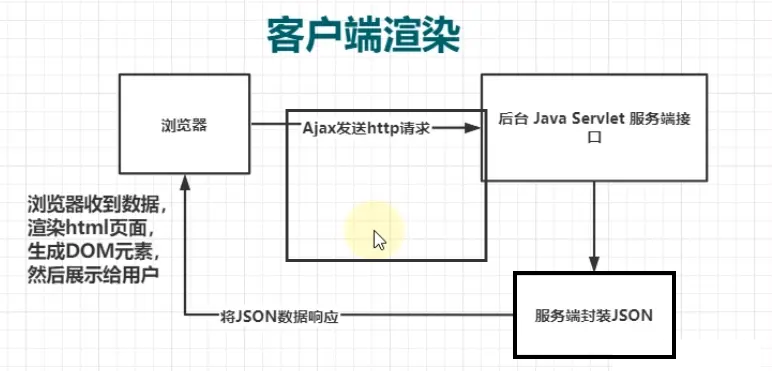 客户端渲染
浏览器
Ajax发送http请求
后台 Java Servlet 服务端接
口
浏览器收到数据，
渲染html页面，
生成DOM元素，
然后展示给用户
将JSON数据响应
服务端封装JSON